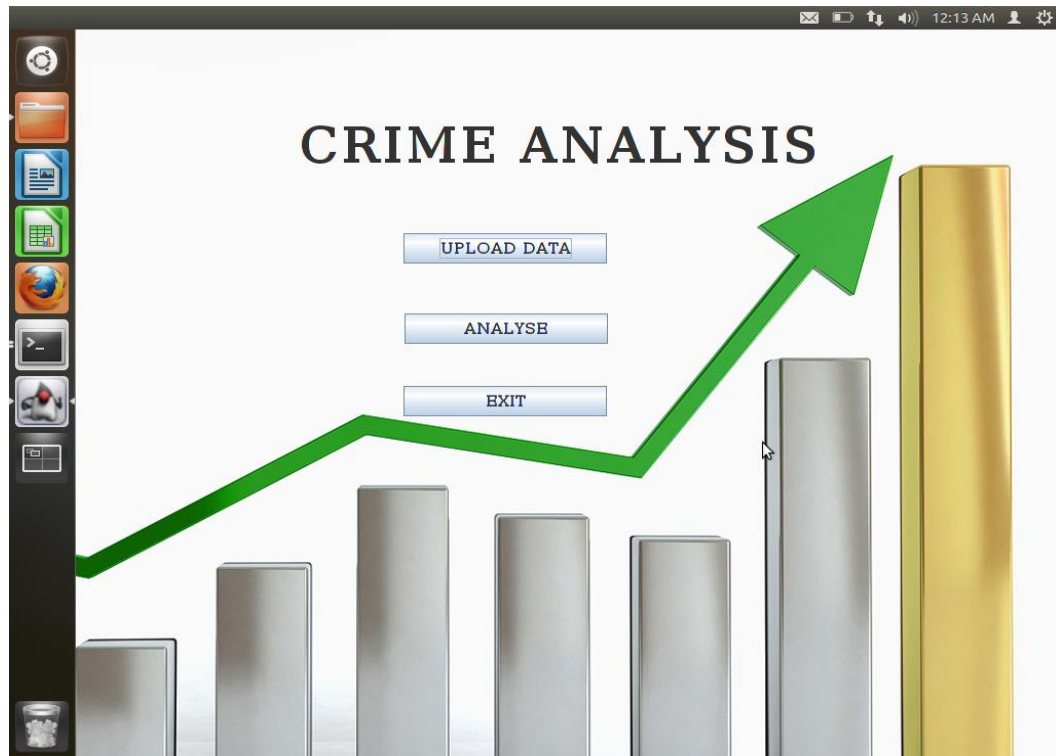 12:13 AM
CRIME ANALYSIS
UPLOAD DATA
ANALYSE
EXIT
>_